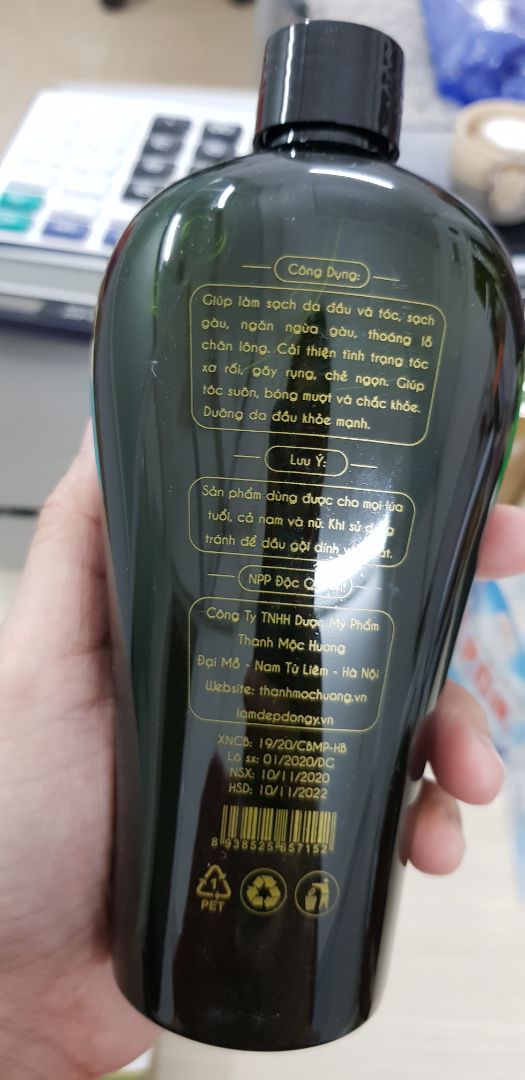 Công Dụng:
Giúp làm sạch da đầu và tóc, sạch
gàu, ngăn ngừa gàu, thoáng lỗ
chân lông. Cải thiện tình trạng tóc
xơ rối, gãy rụng, chẻ ngọn. Giúp
tóc suôn, bóng mượt và chắc khỏe.
Dưỡng da đầu khỏe mạnh.
Lưu Ý:
Sản phẩm dùng được cho mọi lứa
tuổi, cả nam và nữ. Khi sử
tránh để dầu gội dính
NPP Độc
Công Ty TNHH Dược Mỹ Phẩm
Thanh Mộc Hương
Đại Mỗ - Nam Từ Liêm - Hà Nội
Website: thanhmochuong.vn
lamdepdongy.vn
XNCB: 19/20/CBMP-HB
Lô sx: 01/2020/DG
NSX: 10/11/2020
HSD: 10/11/2022
8 938525 657152
1
PET